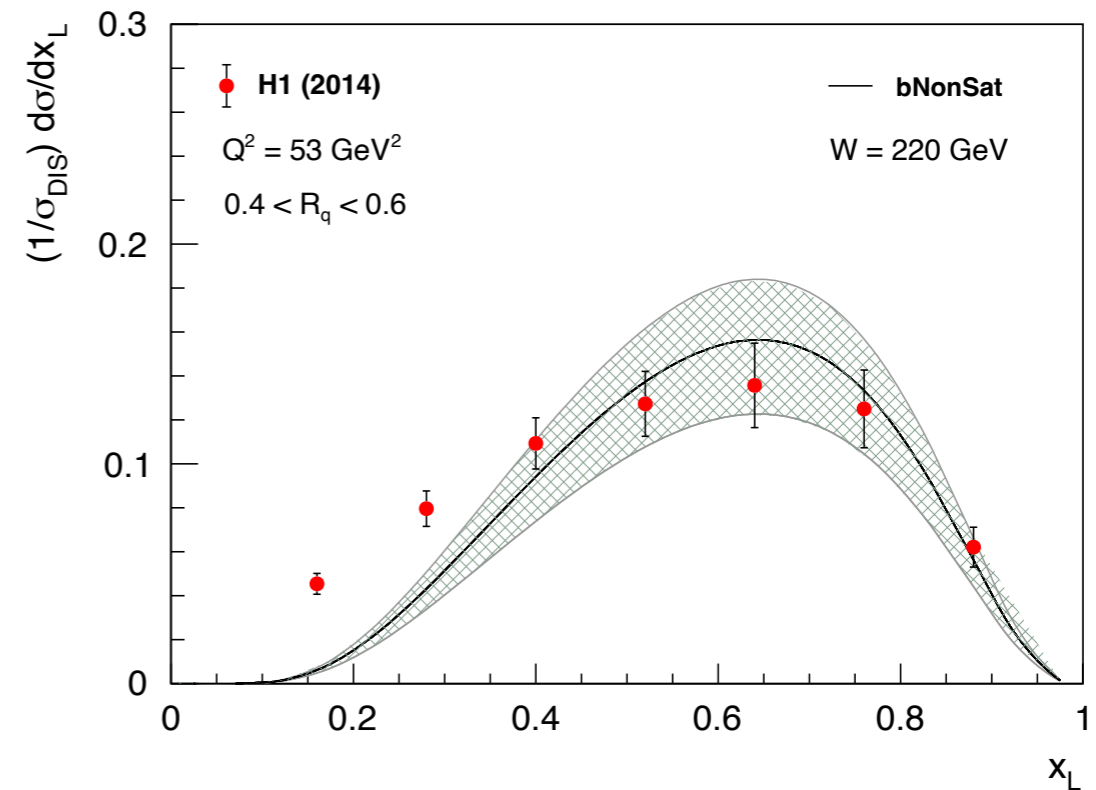 (1/σ_DIS) dσ/dx_L
0.3
0.2
0.1
0
H1 (2014)
Q² = 53 GeV²
0.4 < R_q < 0.6
bNonSat
W = 220 GeV
0 0.2 0.4 0.6 0.8 1
x_L